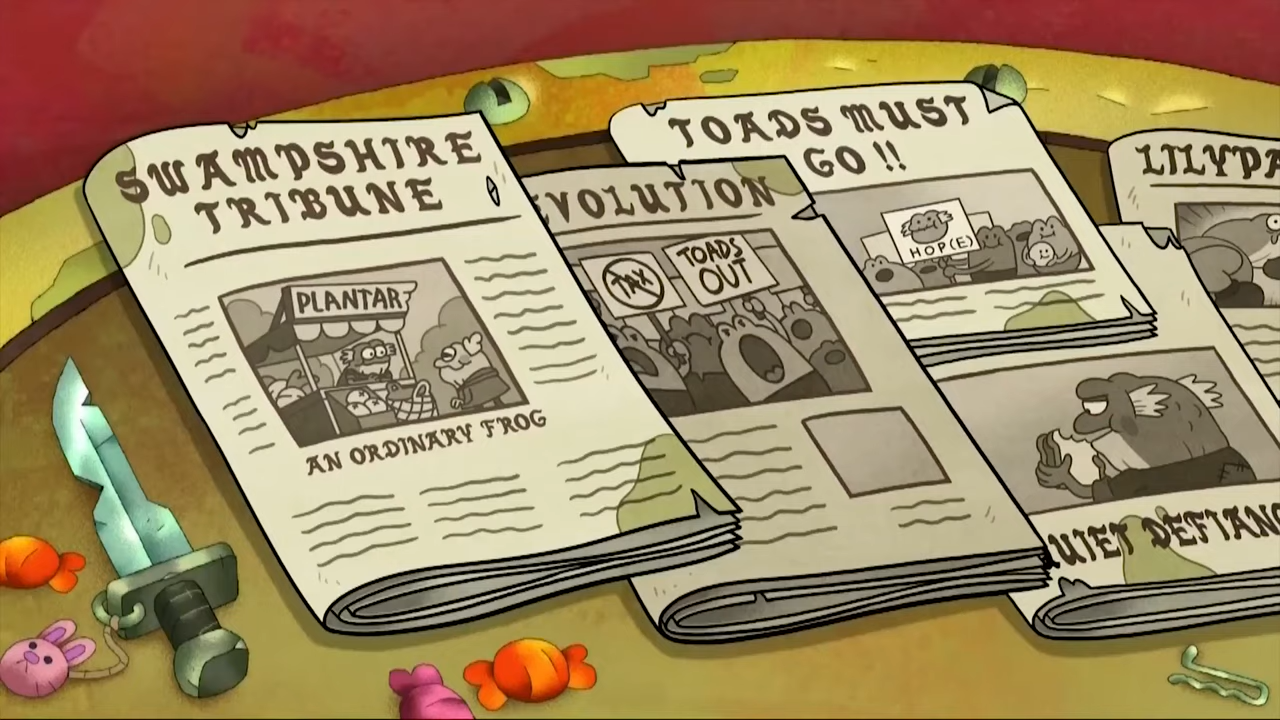 SWAMPSHIRE
TRIBUNE
PLANTAR
AN ORDINARY FROG
EVOLUTION
TAX
TOADS
OUT
TOADS MUST
GO !!
HOP(E)
LILYPA
UIET DEFIANC